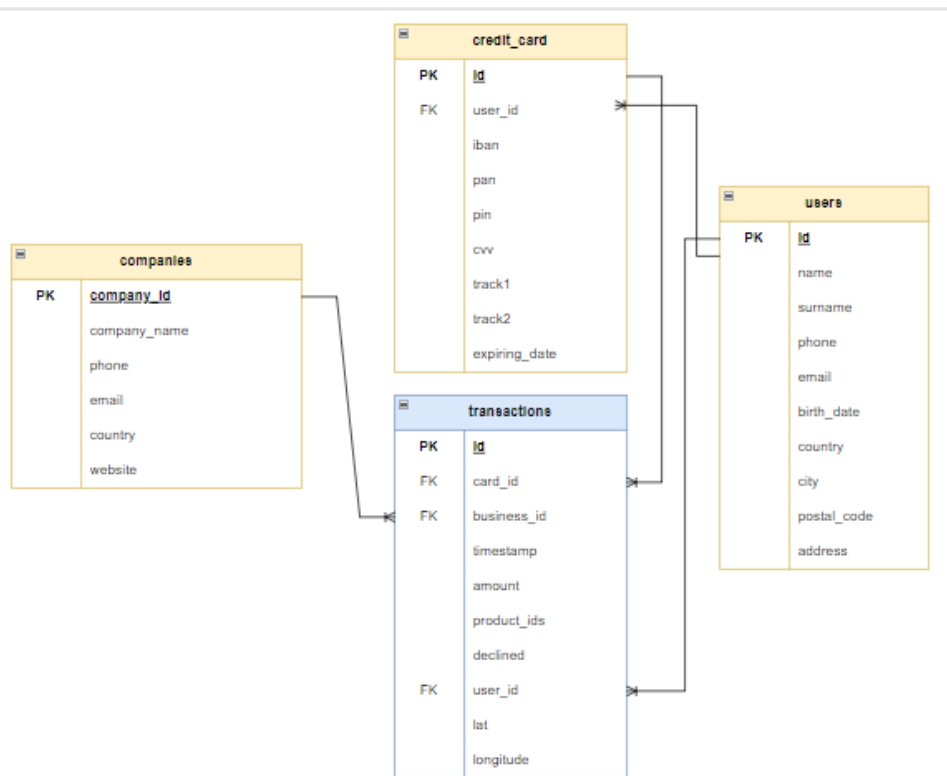 credit_card
PK id
FK user_id
iban
pan
pin
cvv
track1
track2
expiring_date
users
PK id
name
surname
phone
email
birth_date
country
city
postal_code
address
companies
PK company_id
company_name
phone
email
country
website
transactions
PK id
FK card_id
FK business_id
timestamp
amount
product_ids
declined
FK user_id
lat
longitude